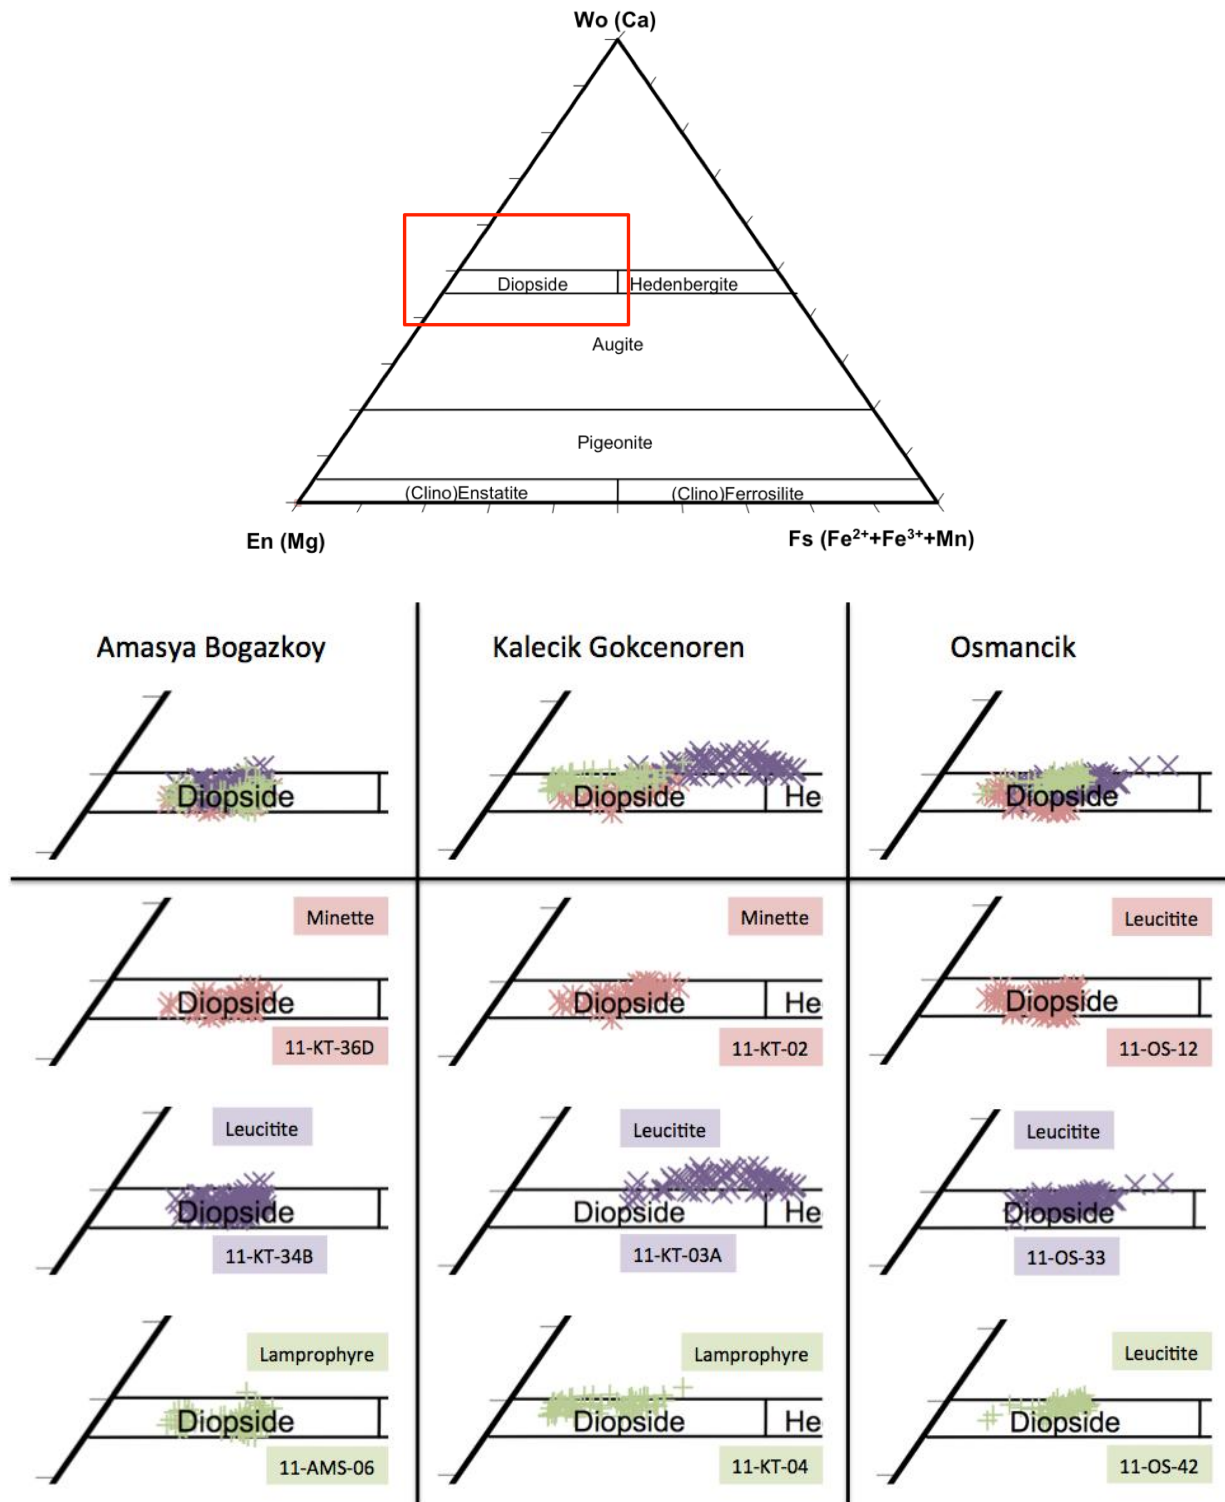 Wo (Ca)
Diopside
Hedenbergite
Augite
Pigeonite
(Clino)Enstatite
(Clino)Ferrosilite
En (Mg)
Fs (Fe²⁺+Fe³⁺+Mn)
Amasya Bogazkoy
Kalecik Gokcenoren
Osmancik
Diopside
Diopside
He
Diopside
Minette
Diopside
11-KT-36D
Minette
Diopside
He
11-KT-02
Leucitite
Diopside
11-OS-12
Leucitite
Diopside
11-KT-34B
Leucitite
Diopside
He
11-KT-03A
Leucitite
Diopside
11-OS-33
Lamprophyre
Diopside
11-AMS-06
Lamprophyre
Diopside
He
11-KT-04
Leucitite
Diopside
11-OS-42